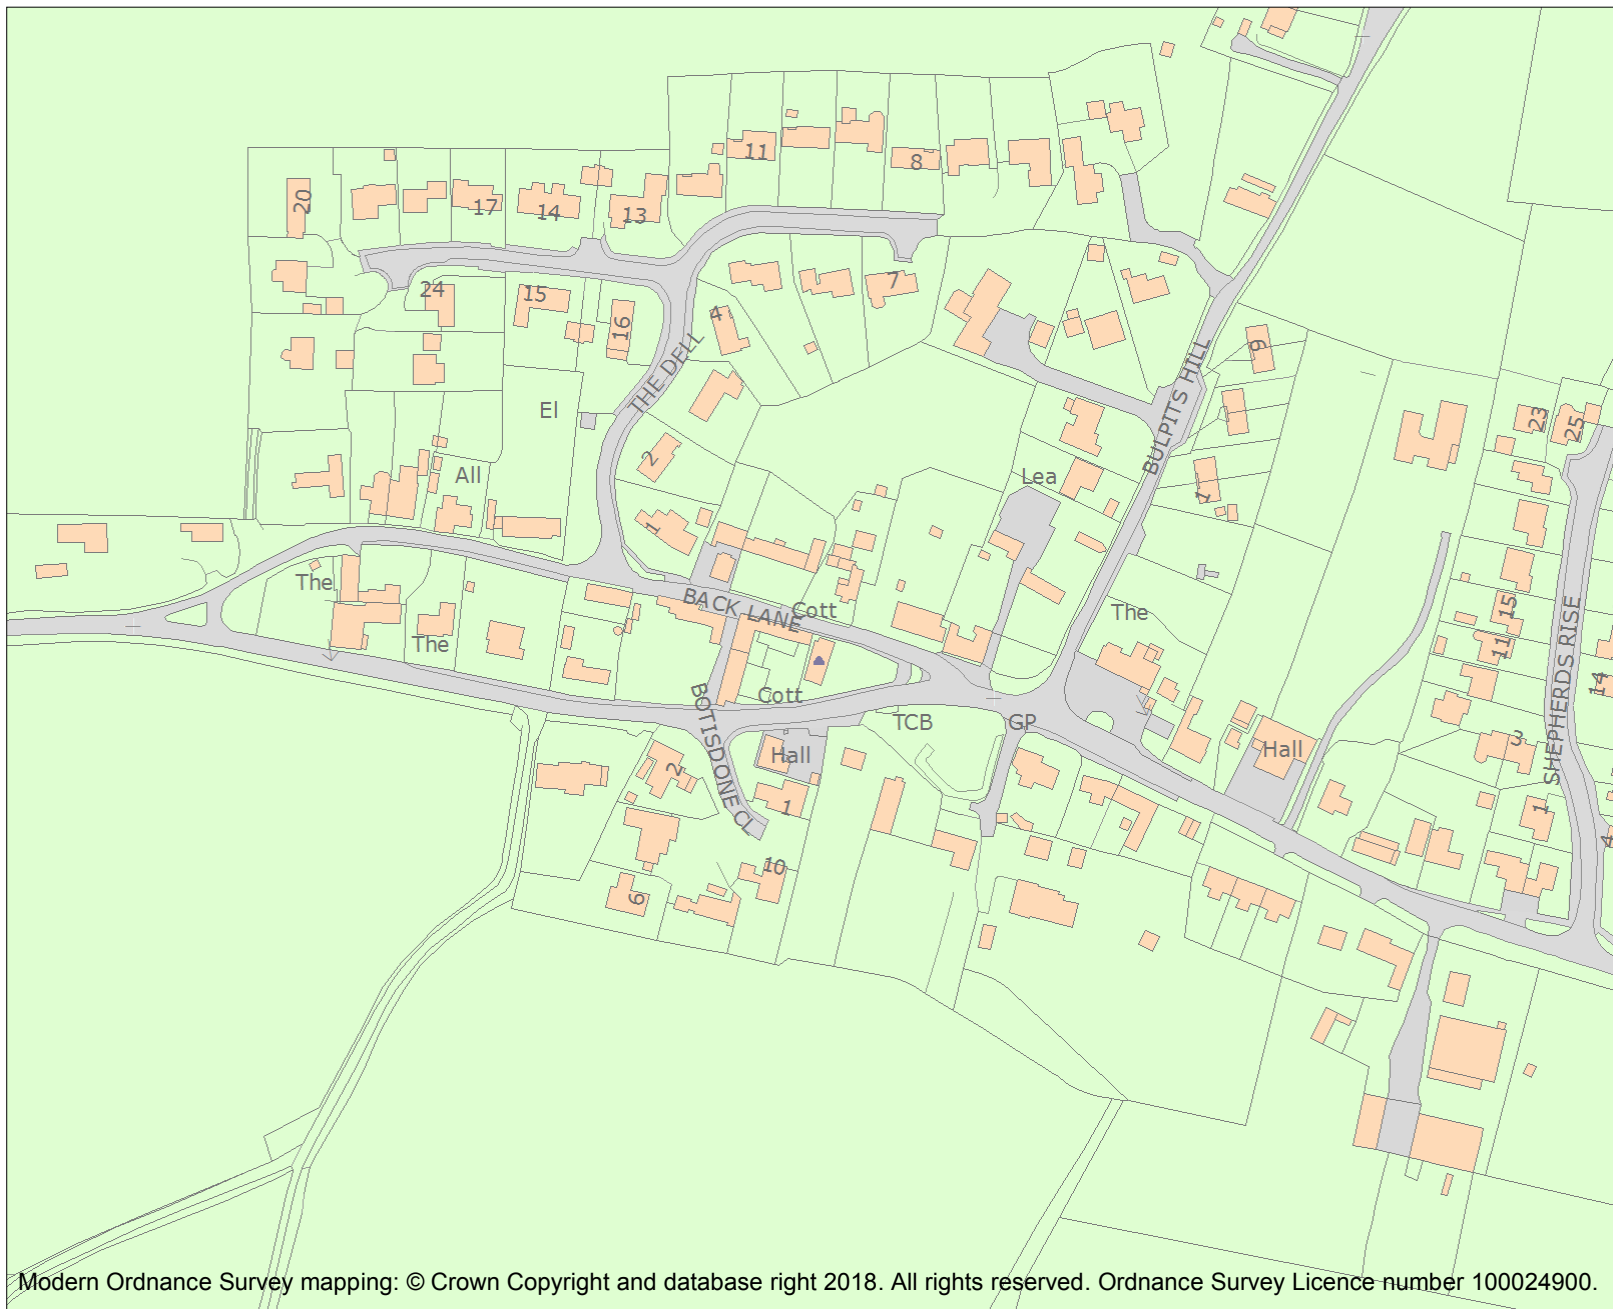 11
8
20
17
14
13
24
15
16
4
7
THE DELL
9
BULPITS HILL
23
25
El
2
All
Lea
1
1
The
BACK LANE
Cott
The
15
The
11
SHEPHERDS RISE
14
Cott
BOTISDONE CL
TCB
GP
Hall
Hall
3
2
1
1
4
10
6
Modern Ordnance Survey mapping: © Crown Copyright and database right 2018. All rights reserved. Ordnance Survey Licence number 100024900.